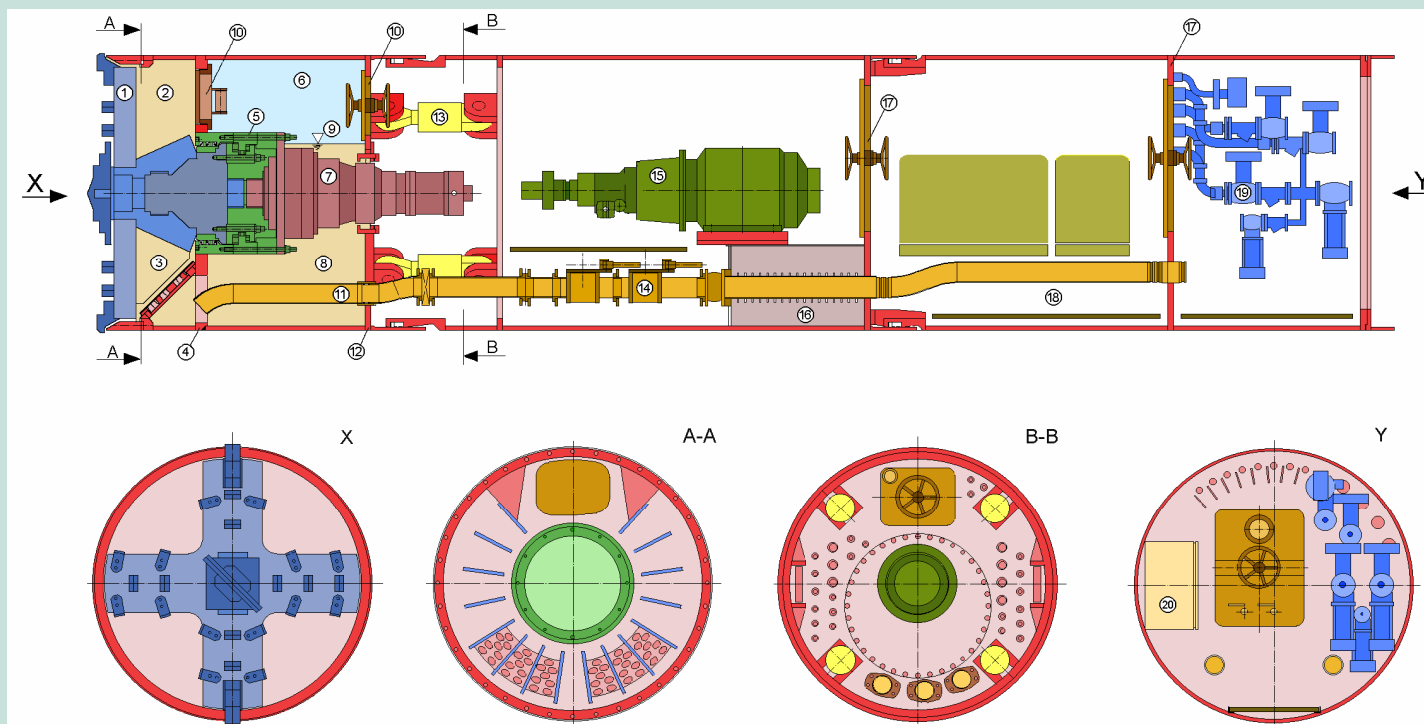 A B
⑩ ⑩ ⑰
① ② ⑥
⑤ ⑨ ⑬ ⑰
X ⑦ ⑮ ⑲ Y
③ ⑧
⑪ ⑭ ⑱
⑯
A ④ ⑫ B
X A-A B-B Y
⑳